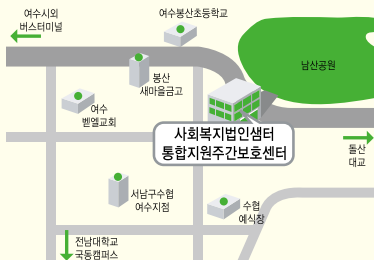 여수시외
버스터미널
여수봉산초등학교
남산공원
봉산
새마을금고
여수
벧엘교회
사회복지법인샘터
통합지원주간보호센터
돌산
대교
서남구수협
여수지점
수협
예식장
전남대학교
국동캠퍼스